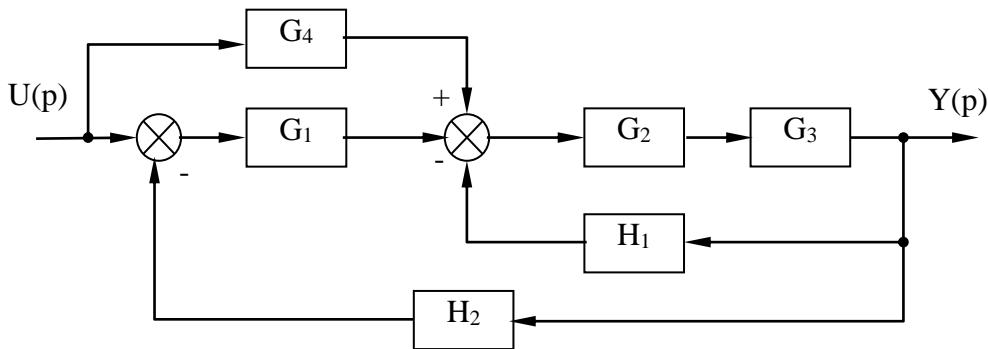 G₄
U(p)
+
Y(p)
G₁
G₂
G₃
-
-
H₁
H₂